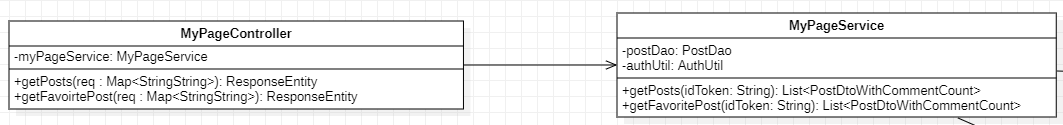 MyPageController
-myPageService: MyPageService
+getPosts(req : Map<StringString>): ResponseEntity
+getFavoirtePost(req : Map<StringString>): ResponseEntity
MyPageService
-postDao: PostDao
-authUtil: AuthUtil
+getPosts(idToken: String): List<PostDtoWithCommentCount>
+getFavoritePost(idToken: String): List<PostDtoWithCommentCount>